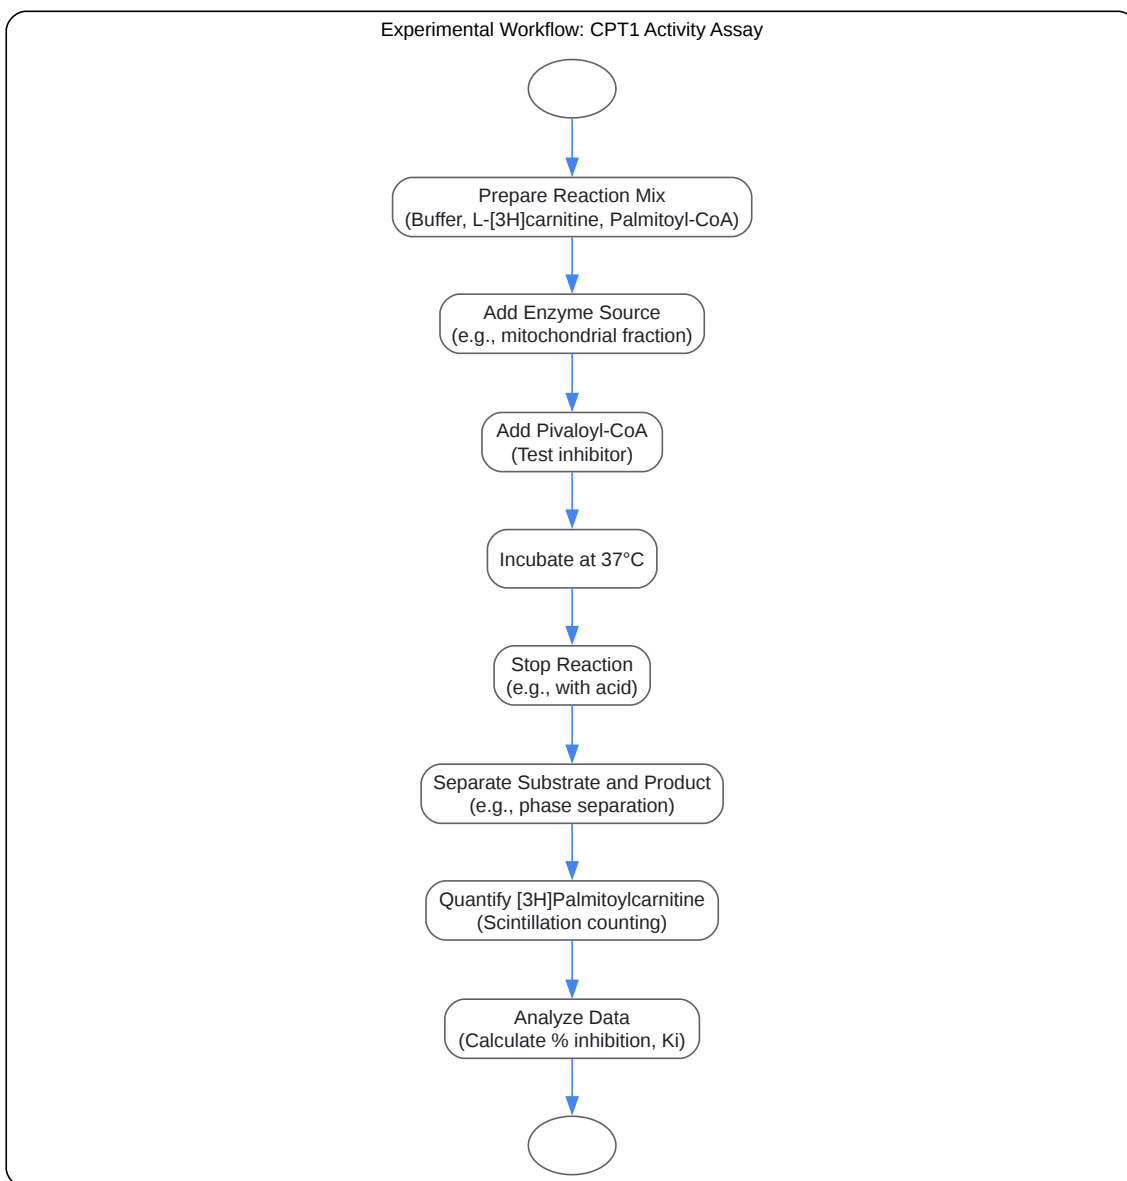 Experimental Workflow: CPT1 Activity Assay
Prepare Reaction Mix
(Buffer, L-[3H]carnitine, Palmitoyl-CoA)
Add Enzyme Source
(e.g., mitochondrial fraction)
Add Pivaloyl-CoA
(Test inhibitor)
Incubate at 37°C
Stop Reaction
(e.g., with acid)
Separate Substrate and Product
(e.g., phase separation)
Quantify [3H]Palmitoylcarnitine
(Scintillation counting)
Analyze Data
(Calculate % inhibition, Ki)